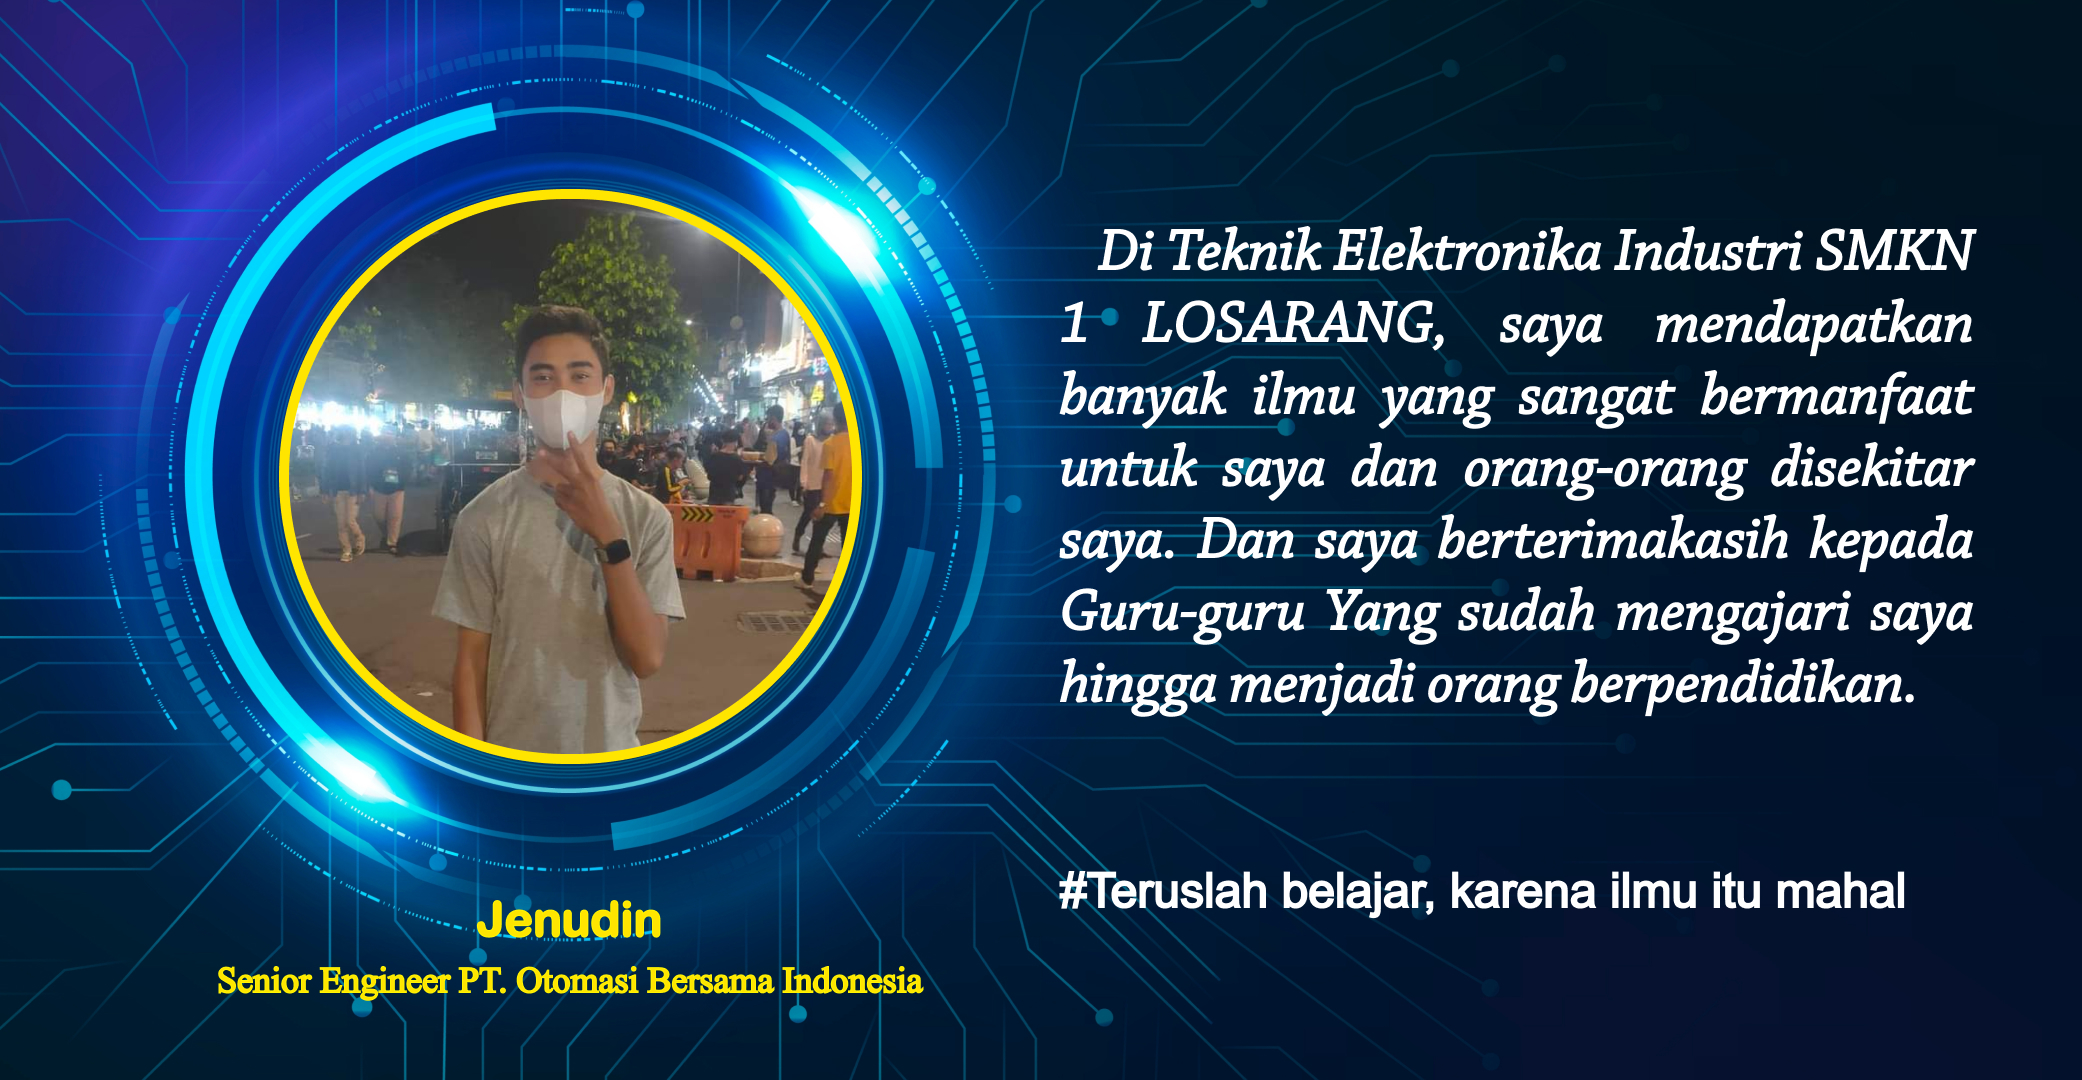 Di Teknik Elektronika Industri SMKN
1 LOSARANG, saya mendapatkan
banyak ilmu yang sangat bermanfaat
untuk saya dan orang-orang disekitar
saya. Dan saya berterimakasih kepada
Guru-guru Yang sudah mengajari saya
hingga menjadi orang berpendidikan.
#Teruslah belajar, karena ilmu itu mahal
Jenudin
Senior Engineer PT. Otomasi Bersama Indonesia